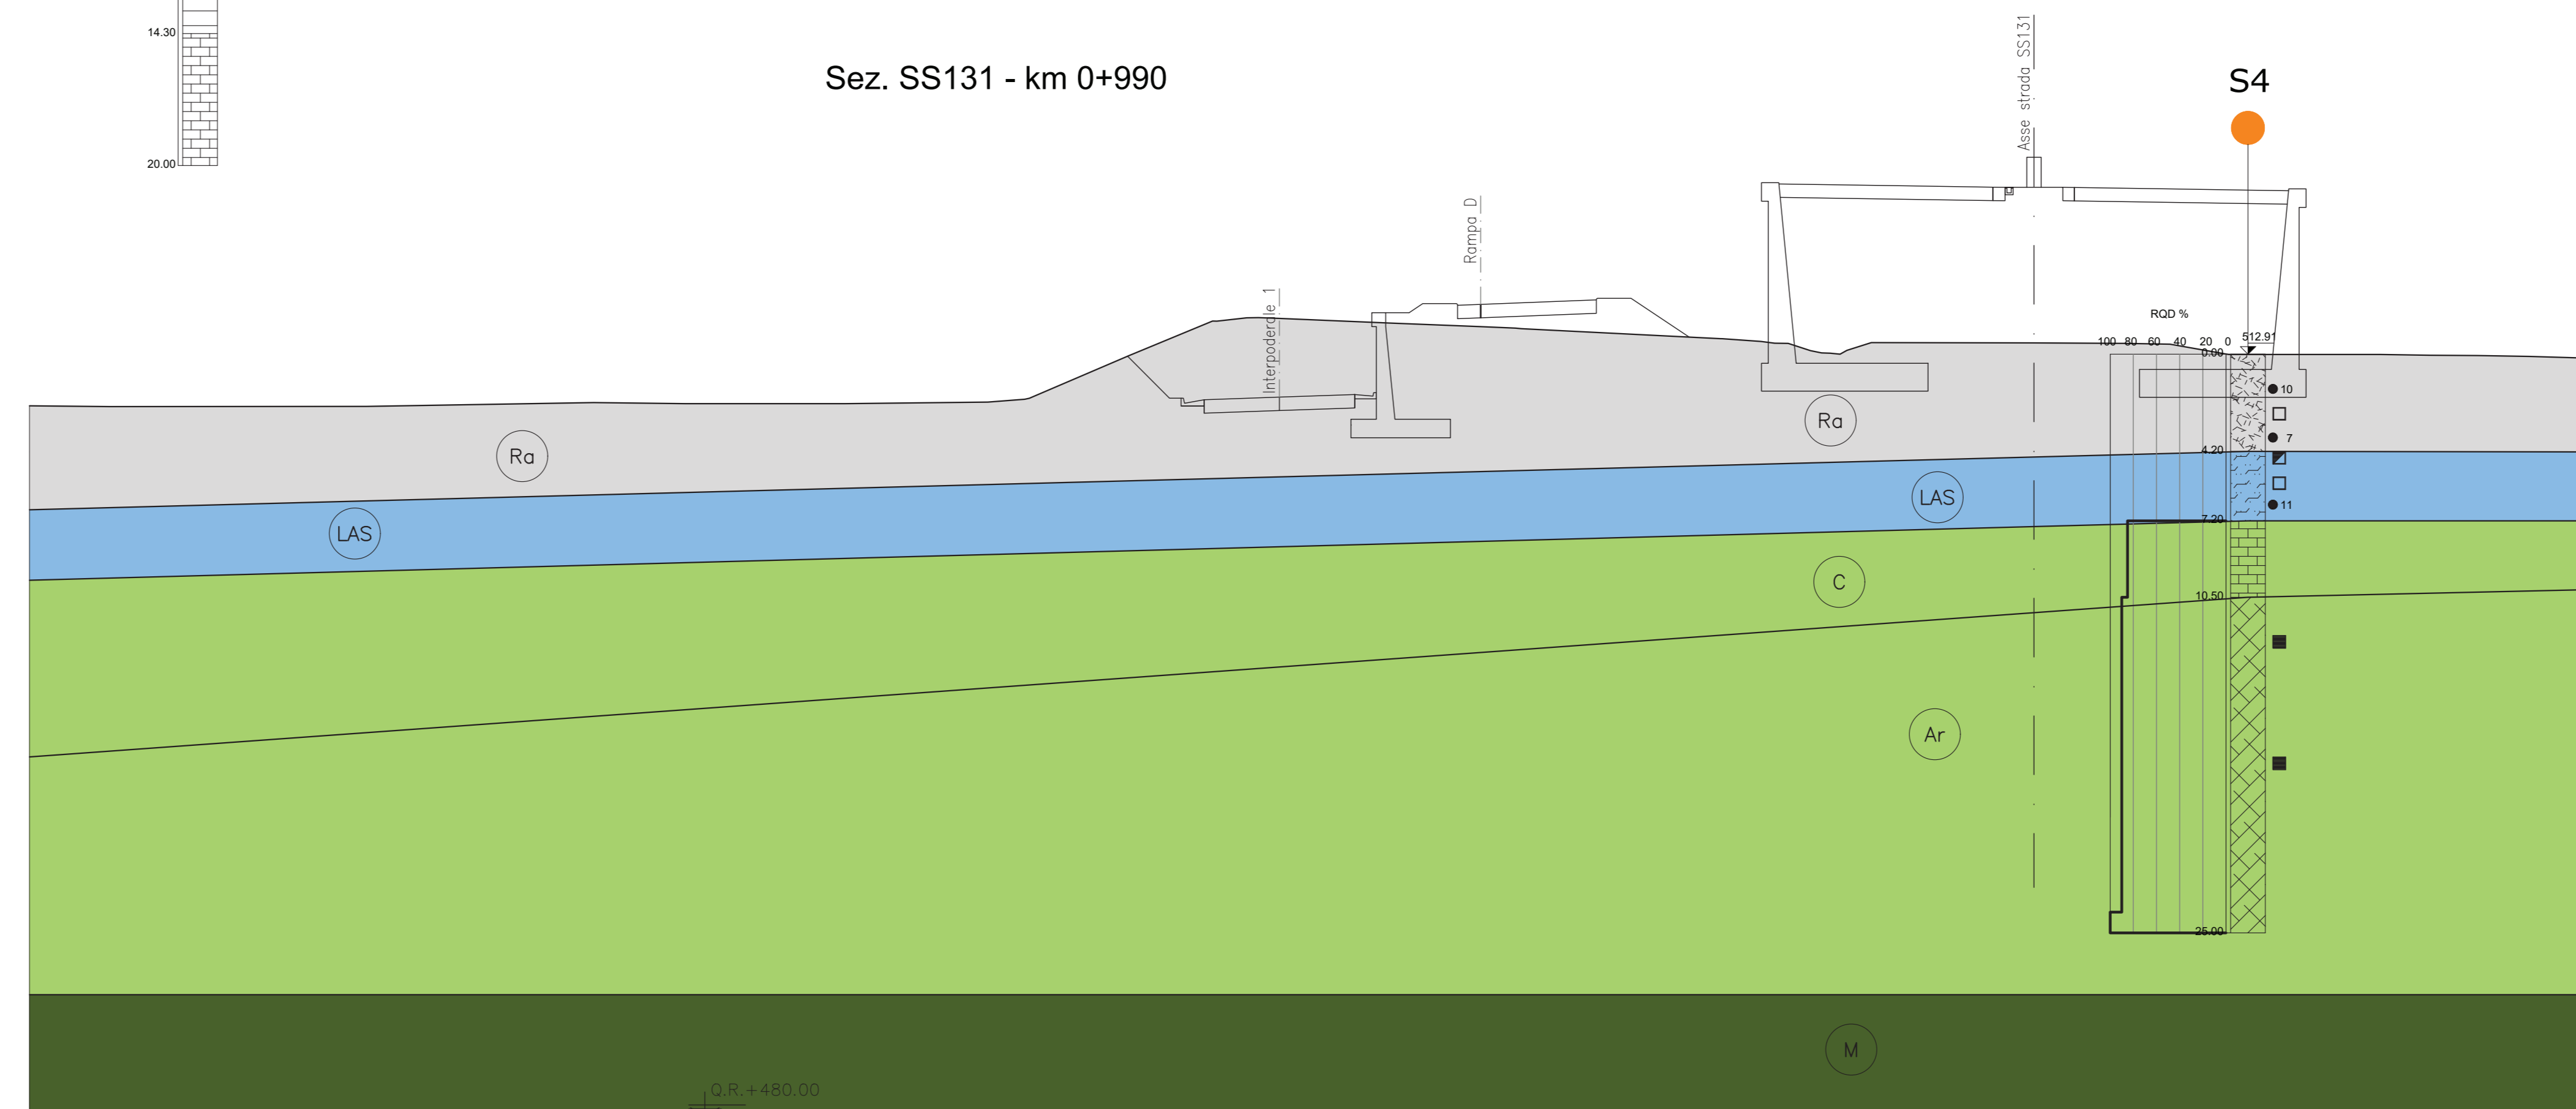 14.30
20.00
Sez. SS131 - km 0+990
Asse strada SS131
S4
Rampa D
Interpoderale 1
RQD %
100 80 60 40 20 0
512.91
0.00
10
7
4.20
11
7.20
10.50
25.00
Ra
Ra
LAS
LAS
C
Ar
M
Q.R.+480.00